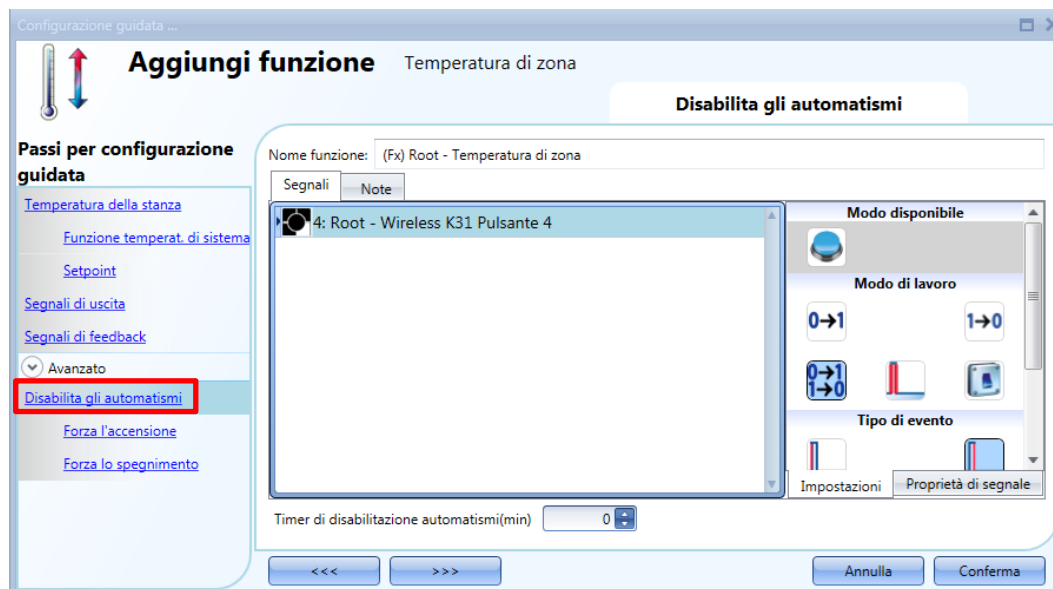 Configurazione guidata ...
Aggiungi funzione Temperatura di zona
Disabilita gli automatismi
Passi per configurazione
guidata
Temperatura della stanza
Funzione temperat. di sistema
Setpoint
Segnali di uscita
Segnali di feedback
Avanzato
Disabilita gli automatismi
Forza l'accensione
Forza lo spegnimento
Nome funzione: (Fx) Root - Temperatura di zona
Segnali Note
4: Root - Wireless K31 Pulsante 4
Modo disponibile
Modo di lavoro
0→1 1→0
0→1
1→0
Tipo di evento
Impostazioni Proprietà di segnale
Timer di disabilitazione automatismi(min) 0
<<< >>> Annulla Conferma